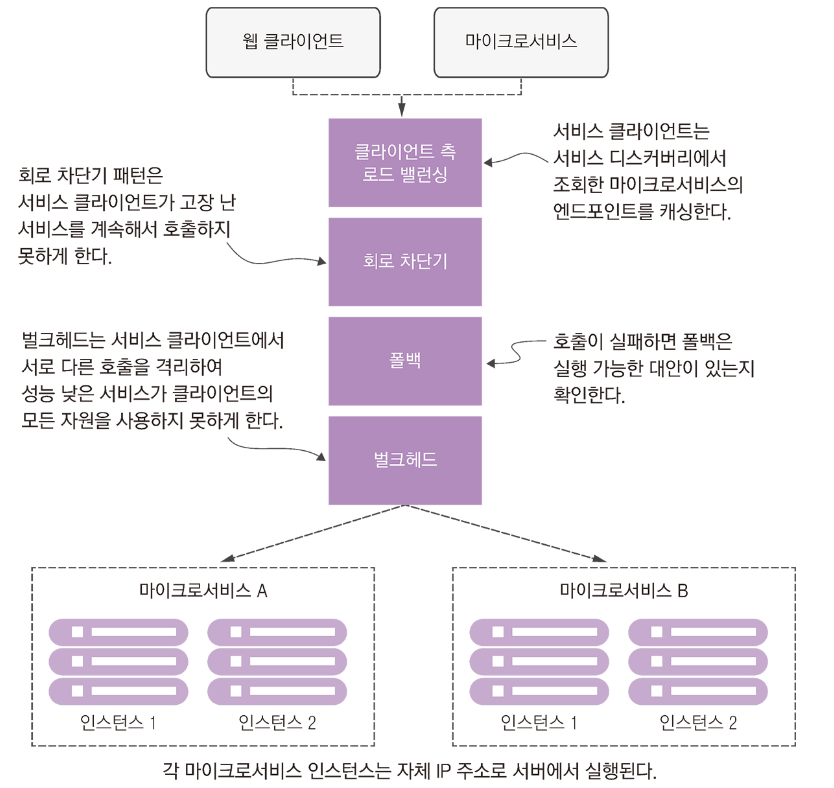 웹 클라이언트
마이크로서비스
클라이언트 측
로드 밸런싱
서비스 클라이언트는
서비스 디스커버리에서
조회한 마이크로서비스의
엔드포인트를 캐싱한다.
회로 차단기 패턴은
서비스 클라이언트가 고장 난
서비스를 계속해서 호출하지
못하게 한다.
회로 차단기
벌크헤드는 서비스 클라이언트에서
서로 다른 호출을 격리하여
성능 낮은 서비스가 클라이언트의
모든 자원을 사용하지 못하게 한다.
폴백
호출이 실패하면 폴백은
실행 가능한 대안이 있는지
확인한다.
벌크헤드
마이크로서비스 A
인스턴스 1
인스턴스 2
마이크로서비스 B
인스턴스 1
인스턴스 2
각 마이크로서비스 인스턴스는 자체 IP 주소로 서버에서 실행된다.